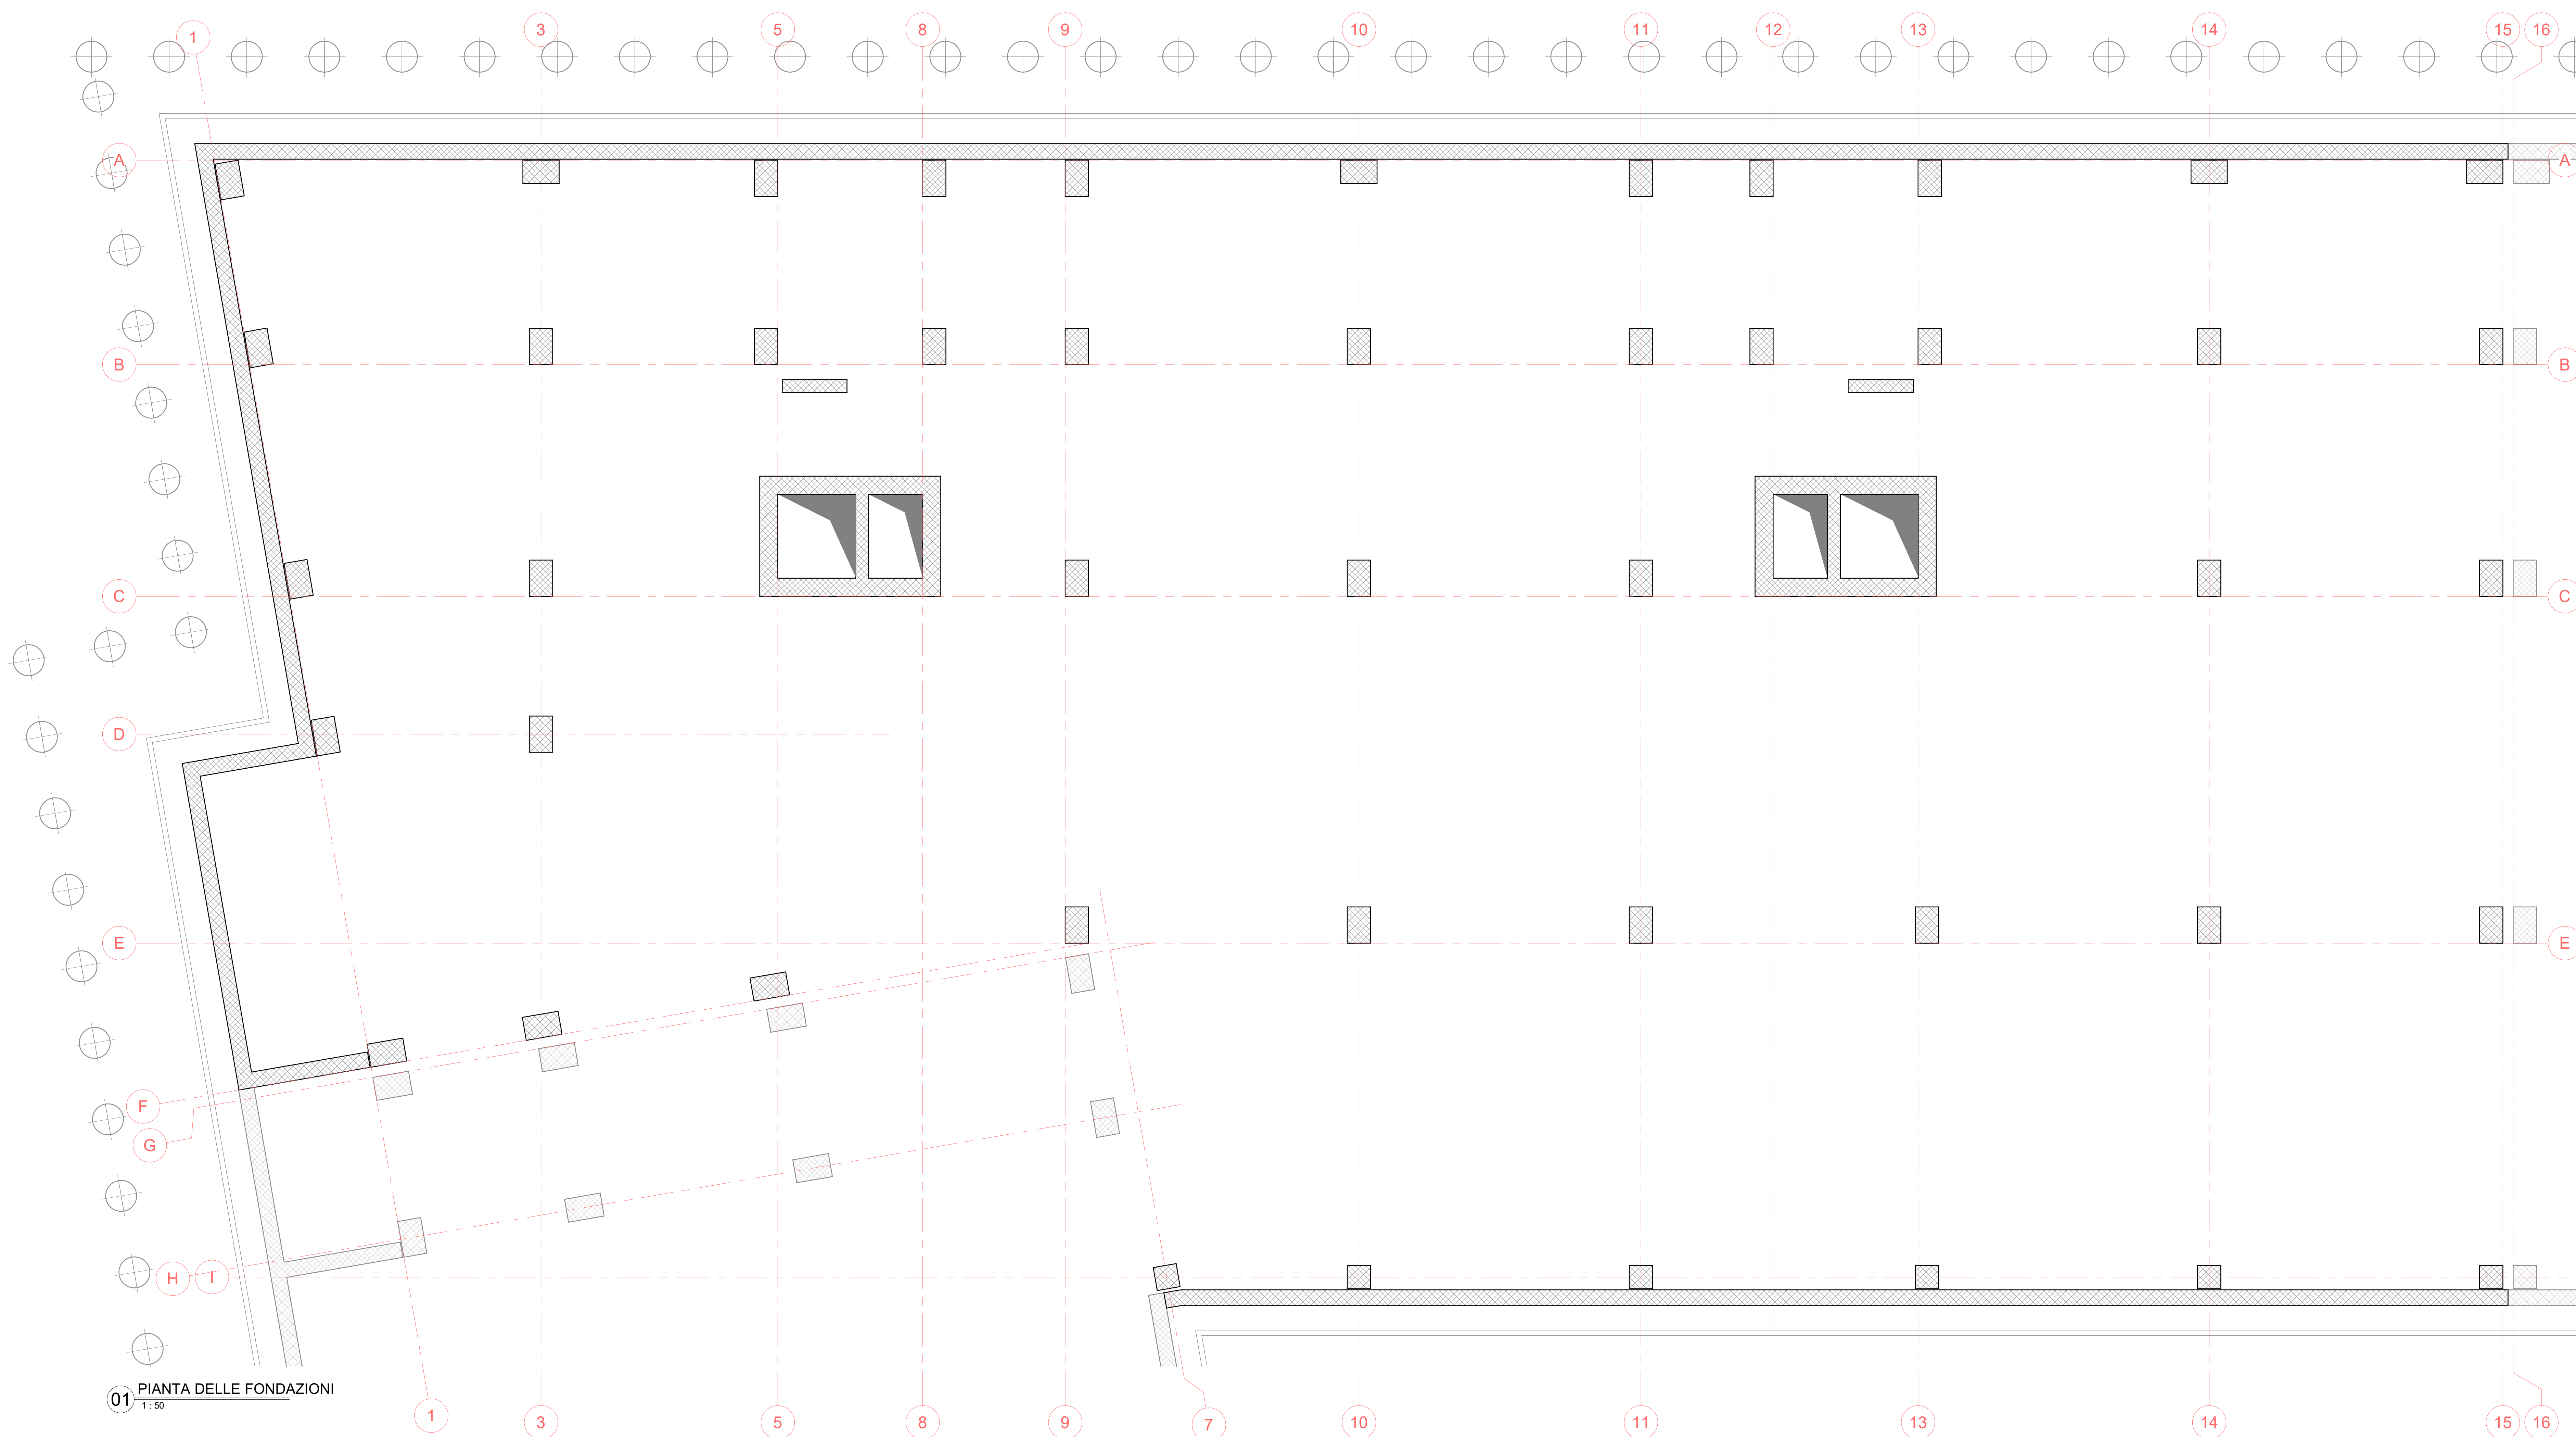 1 3 5 8 9 10 11 12 13 14 15 16
A A
B B
C C
D
E E
F
G
H I
01 PIANTA DELLE FONDAZIONI
1 : 50
1 3 5 8 9 7 10 11 13 14 15 16